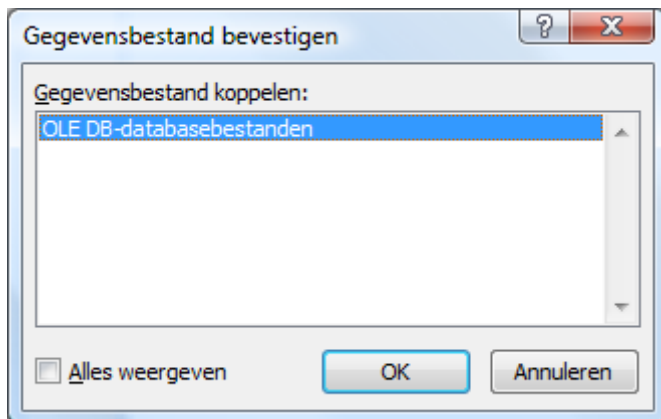 Gegevensbestand bevestigen
Gegevensbestand koppelen:
OLE DB-databasebestanden
Alles weergeven
OK
Annuleren